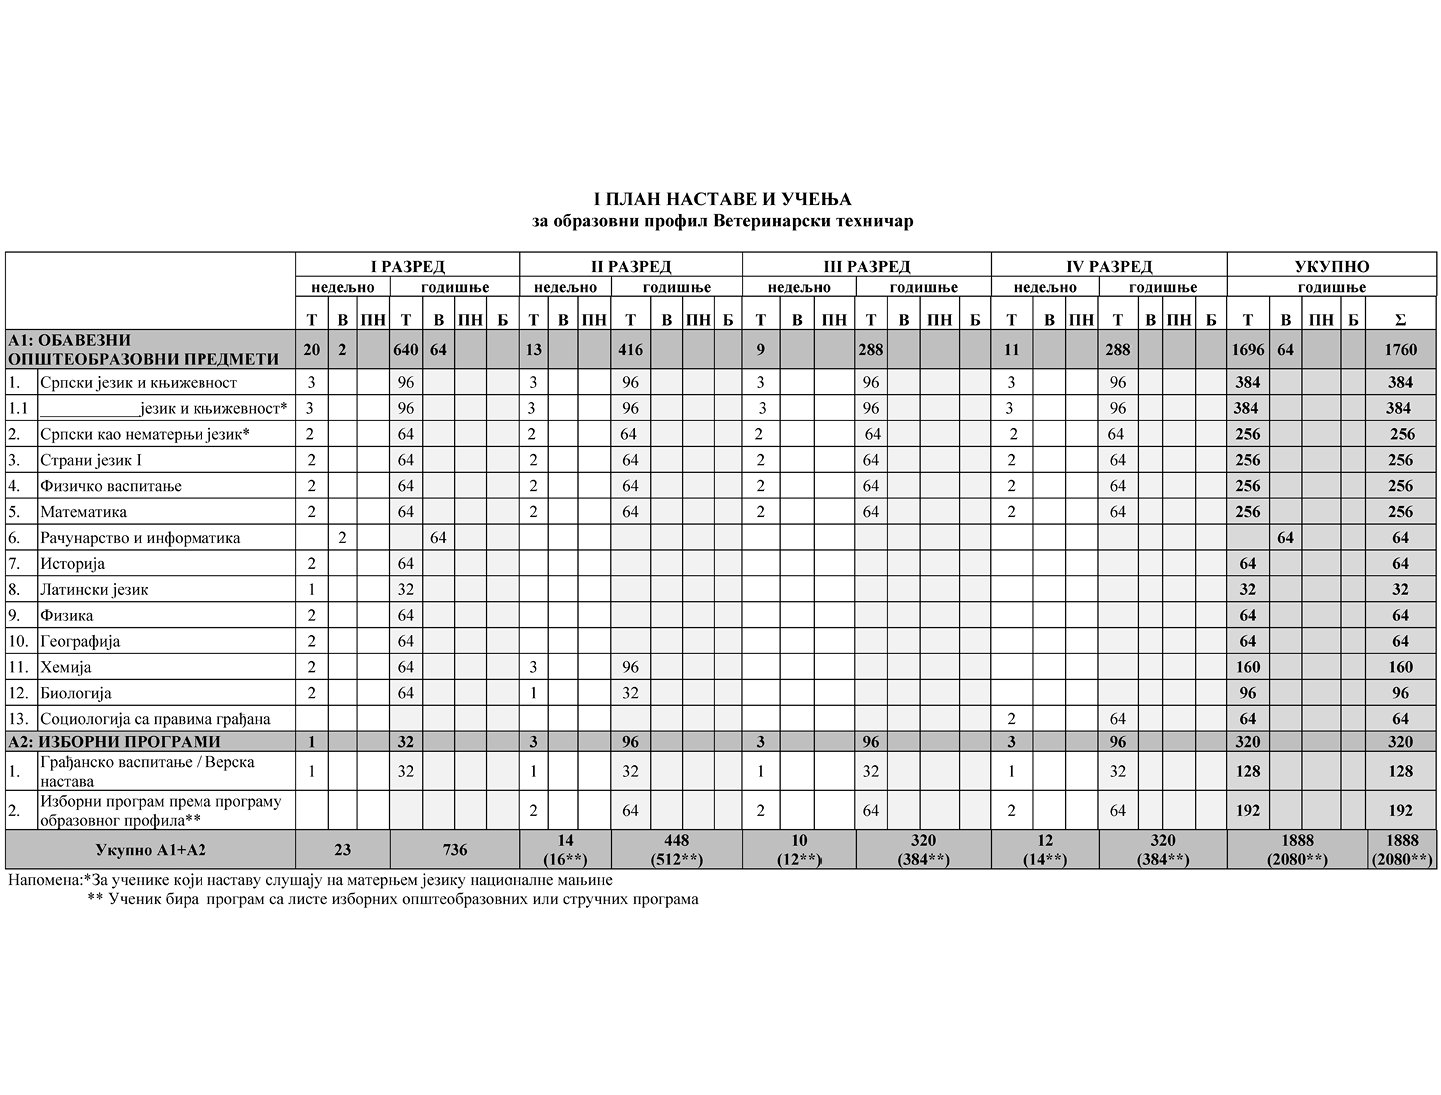 I ПЛАН НАСТАВЕ И УЧЕЊА
за образовни профил Ветеринарски техничар
I РАЗРЕД II РАЗРЕД III РАЗРЕД IV РАЗРЕД УКУПНО
недељно годишње недељно годишње недељно годишње недељно годишње годишње
Т В ПН Т В ПН Б Т В ПН Т В ПН Б Т В ПН Т В ПН Б Т В ПН Т В ПН Б Т В ПН Б Σ
А1: ОБАВЕЗНИ
ОПШТЕОБРАЗОВНИ ПРЕДМЕТИ 20 2 640 64 13 416 9 288 11 288 1696 64 1760
1. Српски језик и књижевност 3 96 3 96 3 96 3 96 384 384
1.1 ____________језик и књижевност* 3 96 3 96 3 96 3 96 384 384
2. Српски као нематерњи језик* 2 64 2 64 2 64 2 64 256 256
3. Страни језик I 2 64 2 64 2 64 2 64 256 256
4. Физичко васпитање 2 64 2 64 2 64 2 64 256 256
5. Математика 2 64 2 64 2 64 2 64 256 256
6. Рачунарство и информатика 2 64 64 64
7. Историја 2 64 64 64
8. Латински језик 1 32 32 32
9. Физика 2 64 64 64
10. Географија 2 64 64 64
11. Хемија 2 64 3 96 160 160
12. Биологија 2 64 1 32 96 96
13. Социологија са правима грађана 2 64 64 64
А2: ИЗБОРНИ ПРОГРАМИ 1 32 3 96 3 96 3 96 320 320
1. Грађанско васпитање / Верска
настава 1 32 1 32 1 32 1 32 128 128
2. Изборни програм према програму
образовног профила** 2 64 2 64 2 64 192 192
Укупно А1+А2 23 736 14 448 10 320 12 320 1888 1888
(16**) (512**) (12**) (384**) (14**) (384**) (2080**) (2080**)
Напомена:*За ученике који наставу слушају на матерњем језику националне мањине
** Ученик бира програм са листе изборних општеобразовних или стручних програма